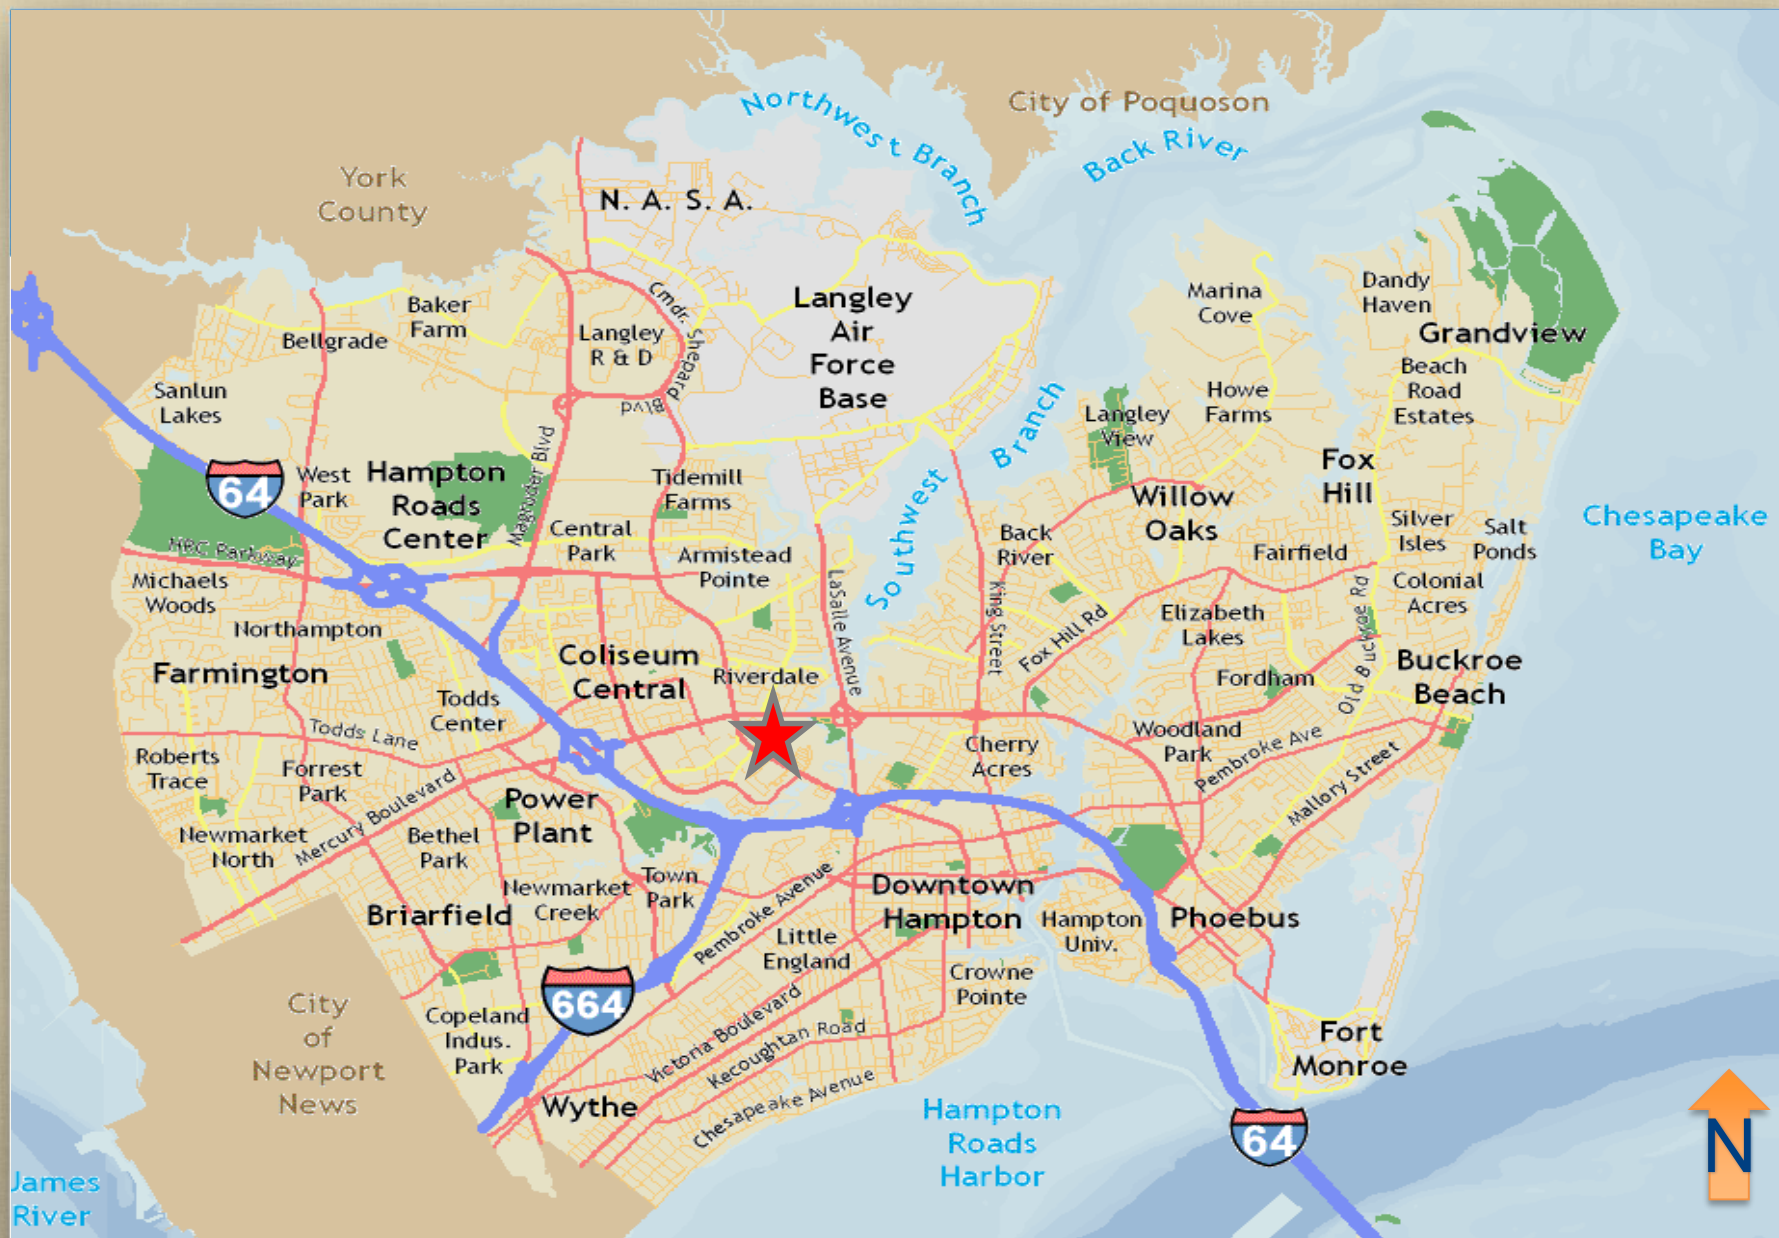 City of Poquoson
Northwest Branch
Back River
York
County
N. A. S. A.
Langley
Air
Force
Base
Cmdr. Shepard
Blvd
Langley
R & D
Baker
Farm
Bellgrade
Sanlun
Lakes
Marina
Cove
Dandy
Haven
Grandview
Beach
Road
Estates
Howe
Farms
Langley
View
Southwest
Branch
Fox
Hill
Willow
Oaks
64
West
Park
Hampton
Roads
Center
Magruder Blvd
Tidemill
Farms
Central
Park
Armistead
Pointe
Back
River
Fairfield
Silver
Isles
Salt
Ponds
Chesapeake
Bay
HRC Parkway
Michaels
Woods
Northampton
LaSalle Avenue
King Street
Fox Hill Rd
Elizabeth
Lakes
Old Buckroe Rd
Colonial
Acres
Farmington
Coliseum
Central
Riverdale
Fordham
Buckroe
Beach
Todds
Center
Todds Lane
Roberts
Trace
Forrest
Park
Mercury Boulevard
Cherry
Acres
Woodland
Park
Pembroke Ave
Mallory Street
Power
Plant
Newmarket
North
Bethel
Park
Town
Park
Newmarket
Creek
Briarfield
Pembroke Avenue
Downtown
Hampton
Hampton
Univ.
Phoebus
Little
England
Crowne
Pointe
664
City
of
Newport
News
Copeland
Indus.
Park
Victoria Boulevard
Kecoughtan Road
Chesapeake Avenue
Wythe
Fort
Monroe
Hampton
Roads
Harbor
64
N
James
River